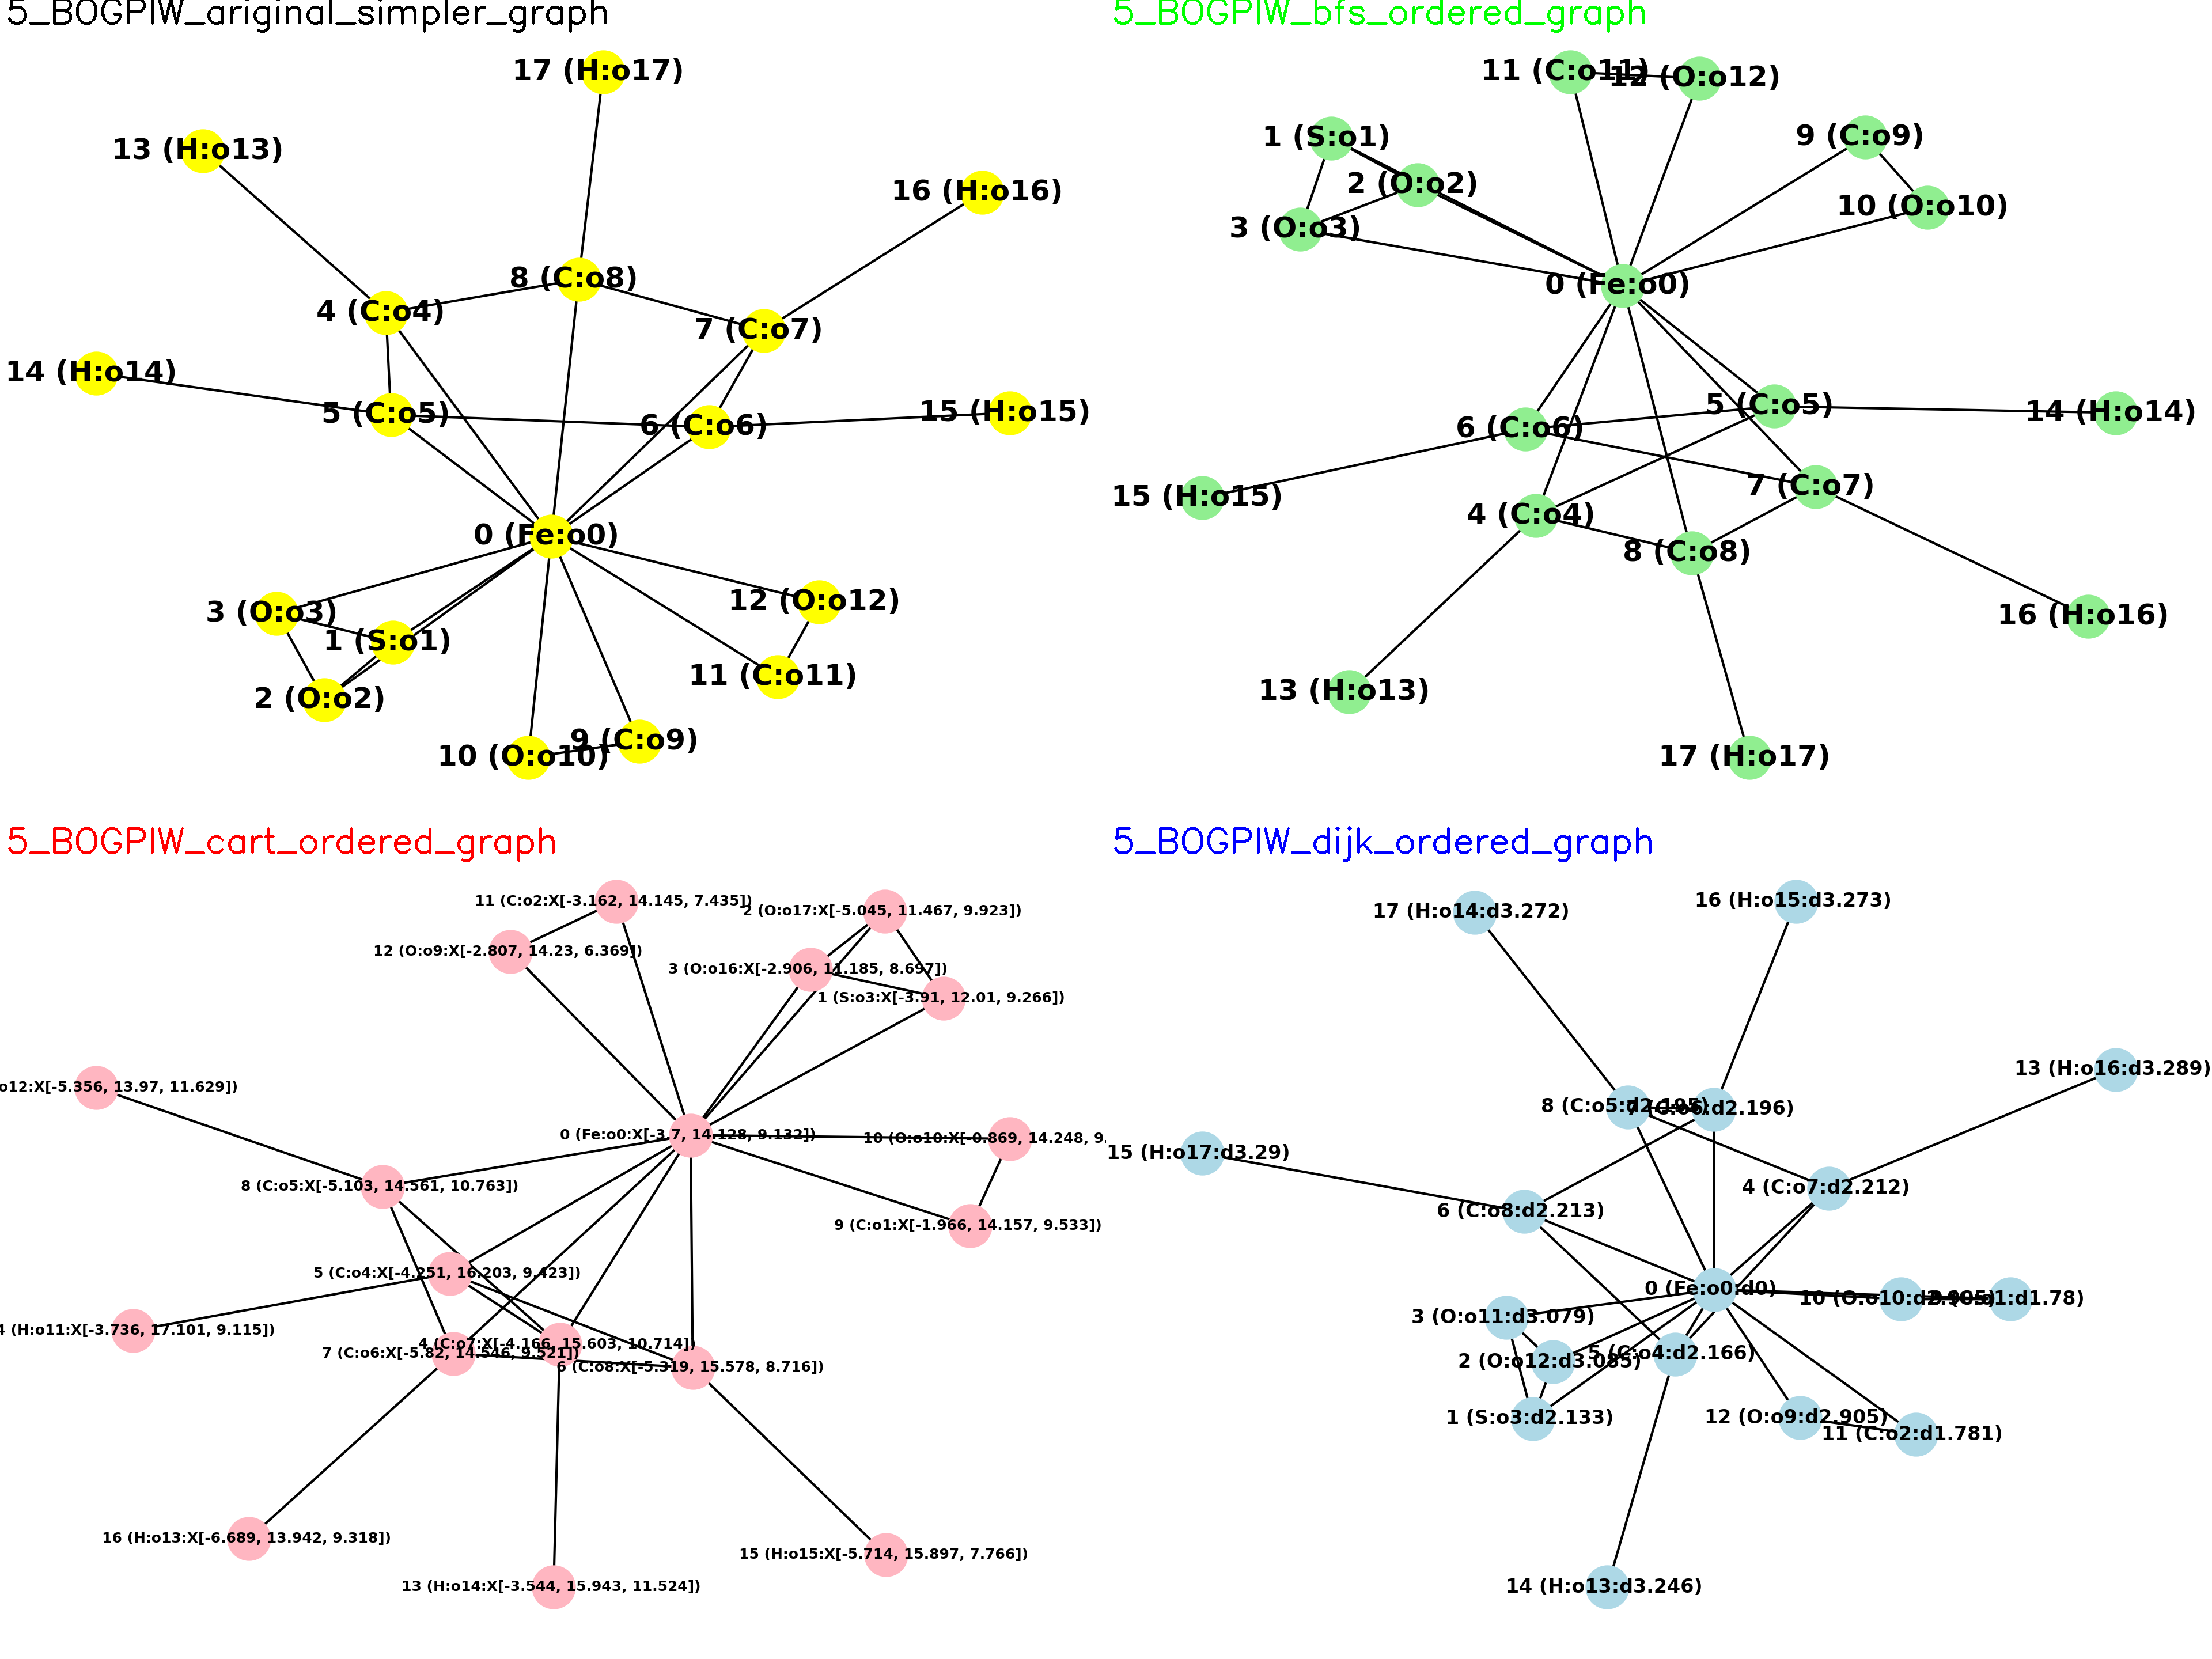 5_BOGPIW_ariginal_simpler_graph
17 (H:o17)
13 (H:o13)
16 (H:o16)
8 (C:o8)
4 (C:o4)
7 (C:o7)
14 (H:o14)
5 (C:o5)
6 (C:o6)
15 (H:o15)
0 (Fe:o0)
3 (O:o3)
12 (O:o12)
1 (S:o1)
11 (C:o11)
2 (O:o2)
9 (C:o9)
10 (O:o10)
5_BOGPIW_bfs_ordered_graph
11 (C:o11)
12 (O:o12)
1 (S:o1)
9 (C:o9)
2 (O:o2)
10 (O:o10)
3 (O:o3)
0 (Fe:o0)
5 (C:o5)
14 (H:o14)
6 (C:o6)
7 (C:o7)
15 (H:o15)
4 (C:o4)
8 (C:o8)
16 (H:o16)
13 (H:o13)
17 (H:o17)
5_BOGPIW_cart_ordered_graph
11 (C:o2:X[-3.162, 14.145, 7.435])
2 (O:o17:X[-5.045, 11.467, 9.923])
12 (O:o9:X[-2.807, 14.23, 6.369])
3 (O:o16:X[-2.906, 11.185, 8.697])
1 (S:o3:X[-3.91, 12.01, 9.266])
o12:X[-5.356, 13.97, 11.629])
0 (Fe:o0:X[-3.7, 14.128, 9.132])
10 (O:o10:X[-0.869, 14.248, 9.
8 (C:o5:X[-5.103, 14.561, 10.763])
9 (C:o1:X[-1.966, 14.157, 9.533])
5 (C:o4:X[-4.251, 16.203, 9.423])
4 (H:o11:X[-3.736, 17.101, 9.115])
4 (C:o7:X[-4.166, 15.603, 10.714])
7 (C:o6:X[-5.82, 14.546, 9.521])
6 (C:o8:X[-5.319, 15.578, 8.716])
16 (H:o13:X[-6.689, 13.942, 9.318])
15 (H:o15:X[-5.714, 15.897, 7.766])
13 (H:o14:X[-3.544, 15.943, 11.524])
5_BOGPIW_dijk_ordered_graph
17 (H:o14:d3.272)
16 (H:o15:d3.273)
13 (H:o16:d3.289)
8 (C:o5:d2.195)
7 (C:o6:d2.196)
15 (H:o17:d3.29)
4 (C:o7:d2.212)
6 (C:o8:d2.213)
0 (Fe:o0:d0)
10 (O:o10:d2.905)
9 (C:o1:d1.78)
3 (O:o11:d3.079)
5 (C:o4:d2.166)
2 (O:o12:d3.085)
1 (S:o3:d2.133)
12 (O:o9:d2.905)
11 (C:o2:d1.781)
14 (H:o13:d3.246)